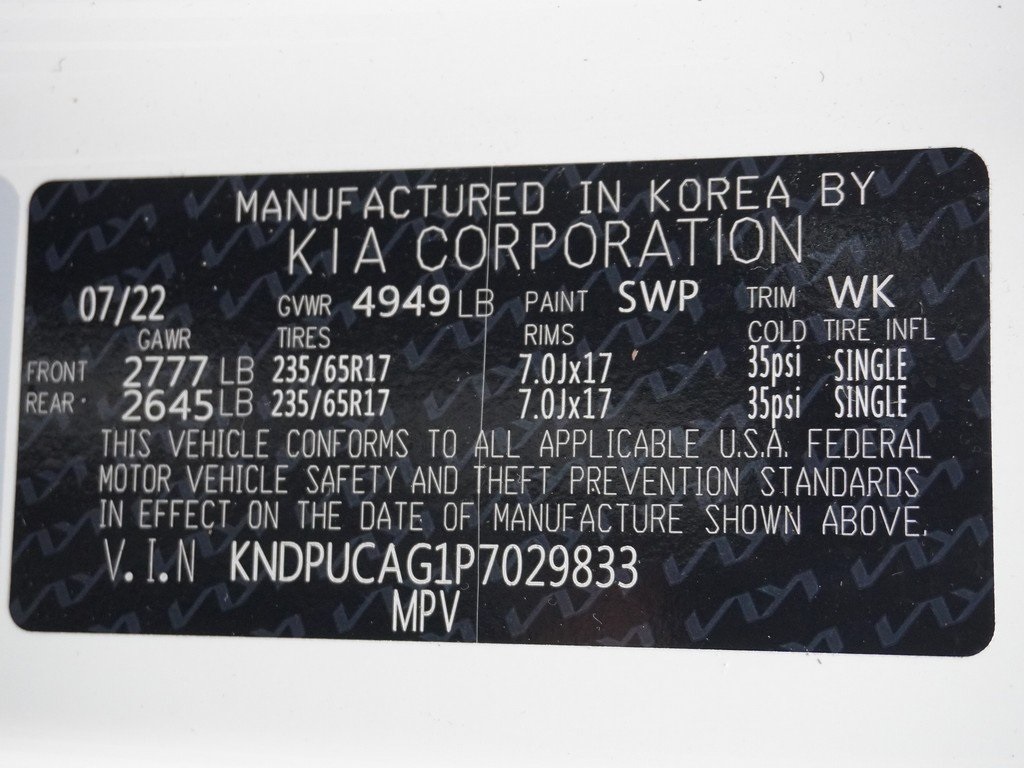 MANUFACTURED IN KOREA BY
KIA CORPORATION
07/22 GVWR 4949 LB PAINT SWP TRIM WK
GAWR TIRES RIMS COLD TIRE INFL
FRONT 2777 LB 235/65R17 7.0Jx17 35psi SINGLE
REAR 2645 LB 235/65R17 7.0Jx17 35psi SINGLE
THIS VEHICLE CONFORMS TO ALL APPLICABLE U.S.A. FEDERAL
MOTOR VEHICLE SAFETY AND THEFT PREVENTION STANDARDS
IN EFFECT ON THE DATE OF MANUFACTURE SHOWN ABOVE.
V.I.N KNDPUCAG1P7029833
MPV